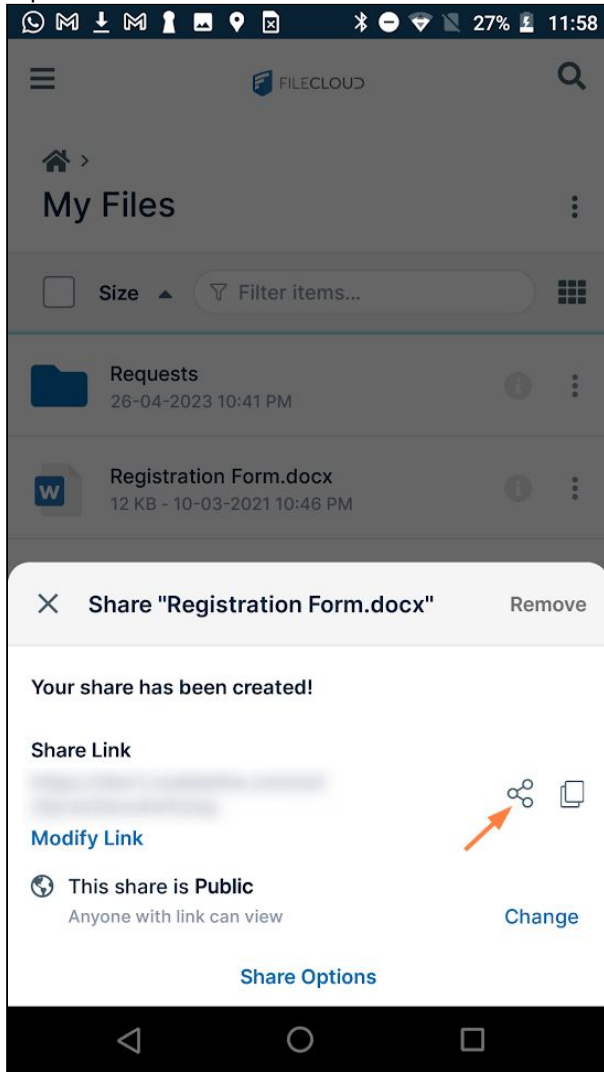 27% 11:58
FILECLOUD
>
My Files
Size Filter items...
Requests
26-04-2023 10:41 PM
W Registration Form.docx
12 KB - 10-03-2021 10:46 PM
Share "Registration Form.docx" Remove
Your share has been created!
Share Link
Modify Link
This share is Public
Anyone with link can view Change
Share Options